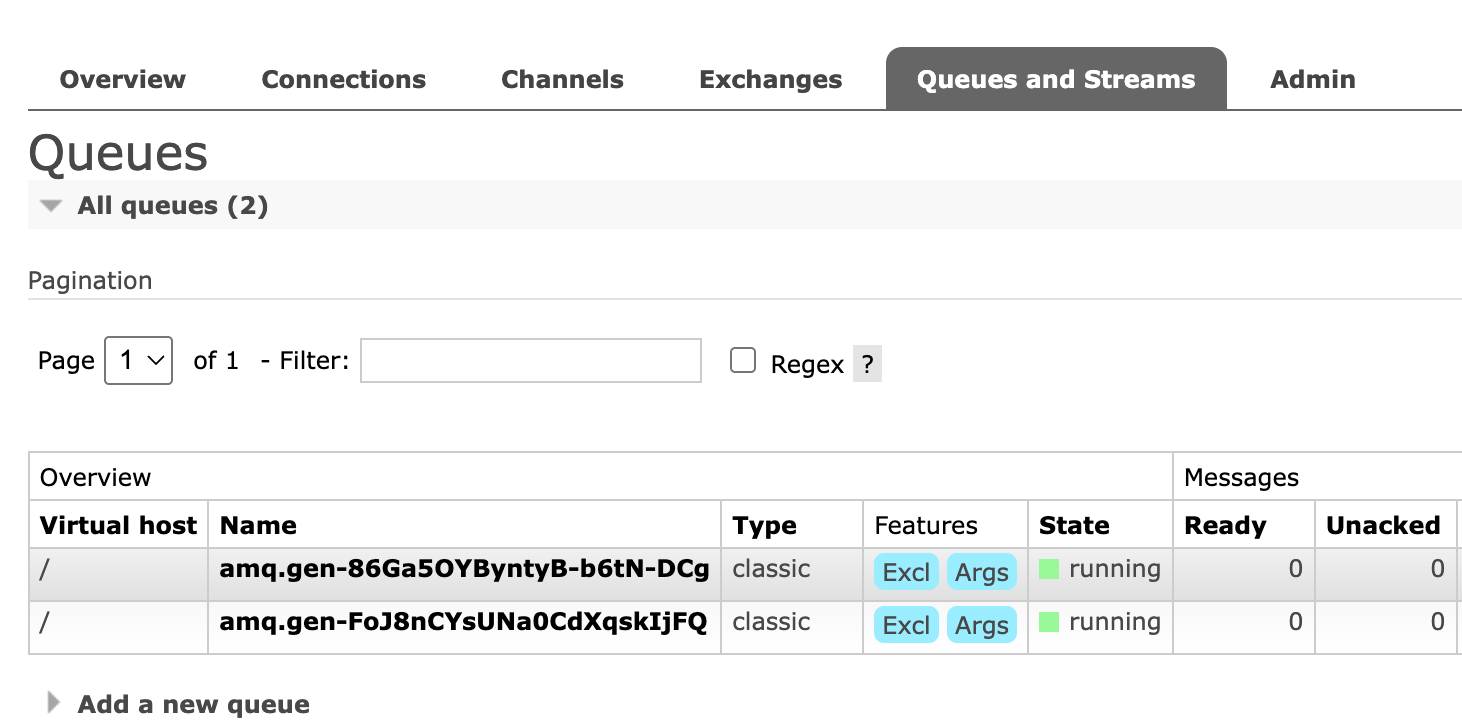 Overview Connections Channels Exchanges Queues and Streams Admin
Queues
All queues (2)
Pagination
Page 1 of 1 - Filter: Regex ?
Overview Messages
Virtual host Name Type Features State Ready Unacked
/ amq.gen-86Ga5OYByntyB-b6tN-DCg classic Excl Args running 0 0
/ amq.gen-FoJ8nCYsUNa0CdXqskIjFQ classic Excl Args running 0 0
Add a new queue